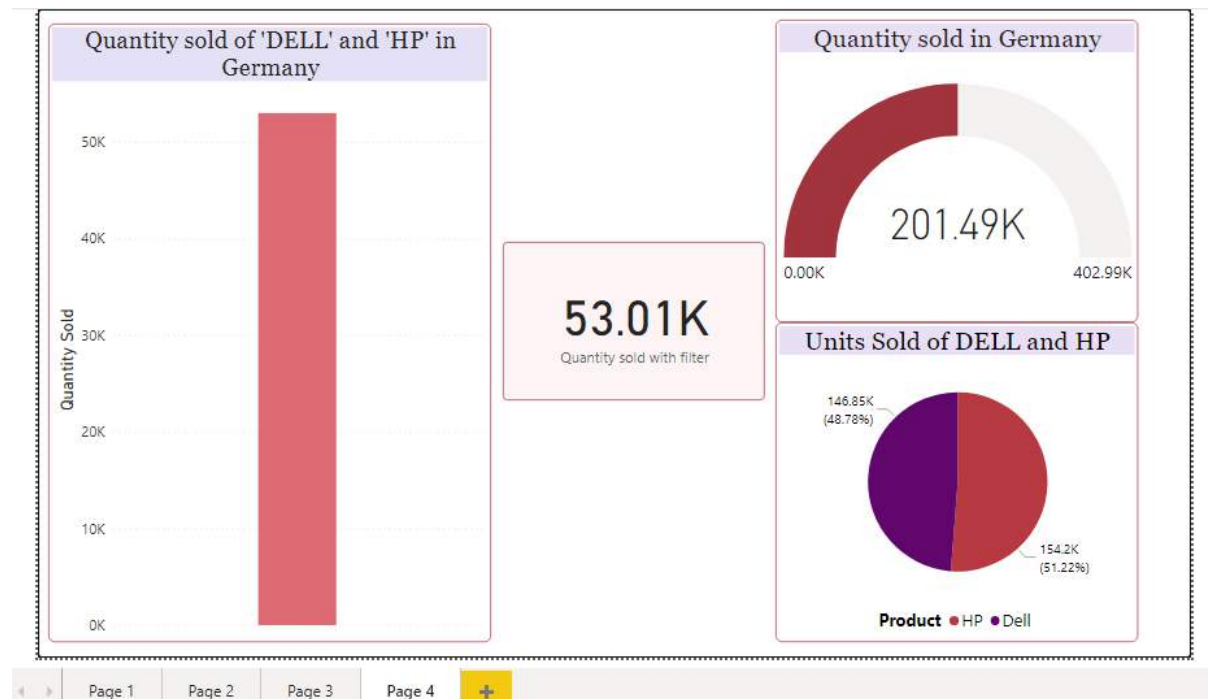 Quantity sold of 'DELL' and 'HP' in
Germany
50K
40K
30K
20K
10K
0K
Quantity Sold
53.01K
Quantity sold with filter
Quantity sold in Germany
201.49K
0.00K
402.99K
Units Sold of DELL and HP
146.85K
(48.78%)
154.2K
(51.22%)
Product HP Dell
Page 1
Page 2
Page 3
Page 4
+